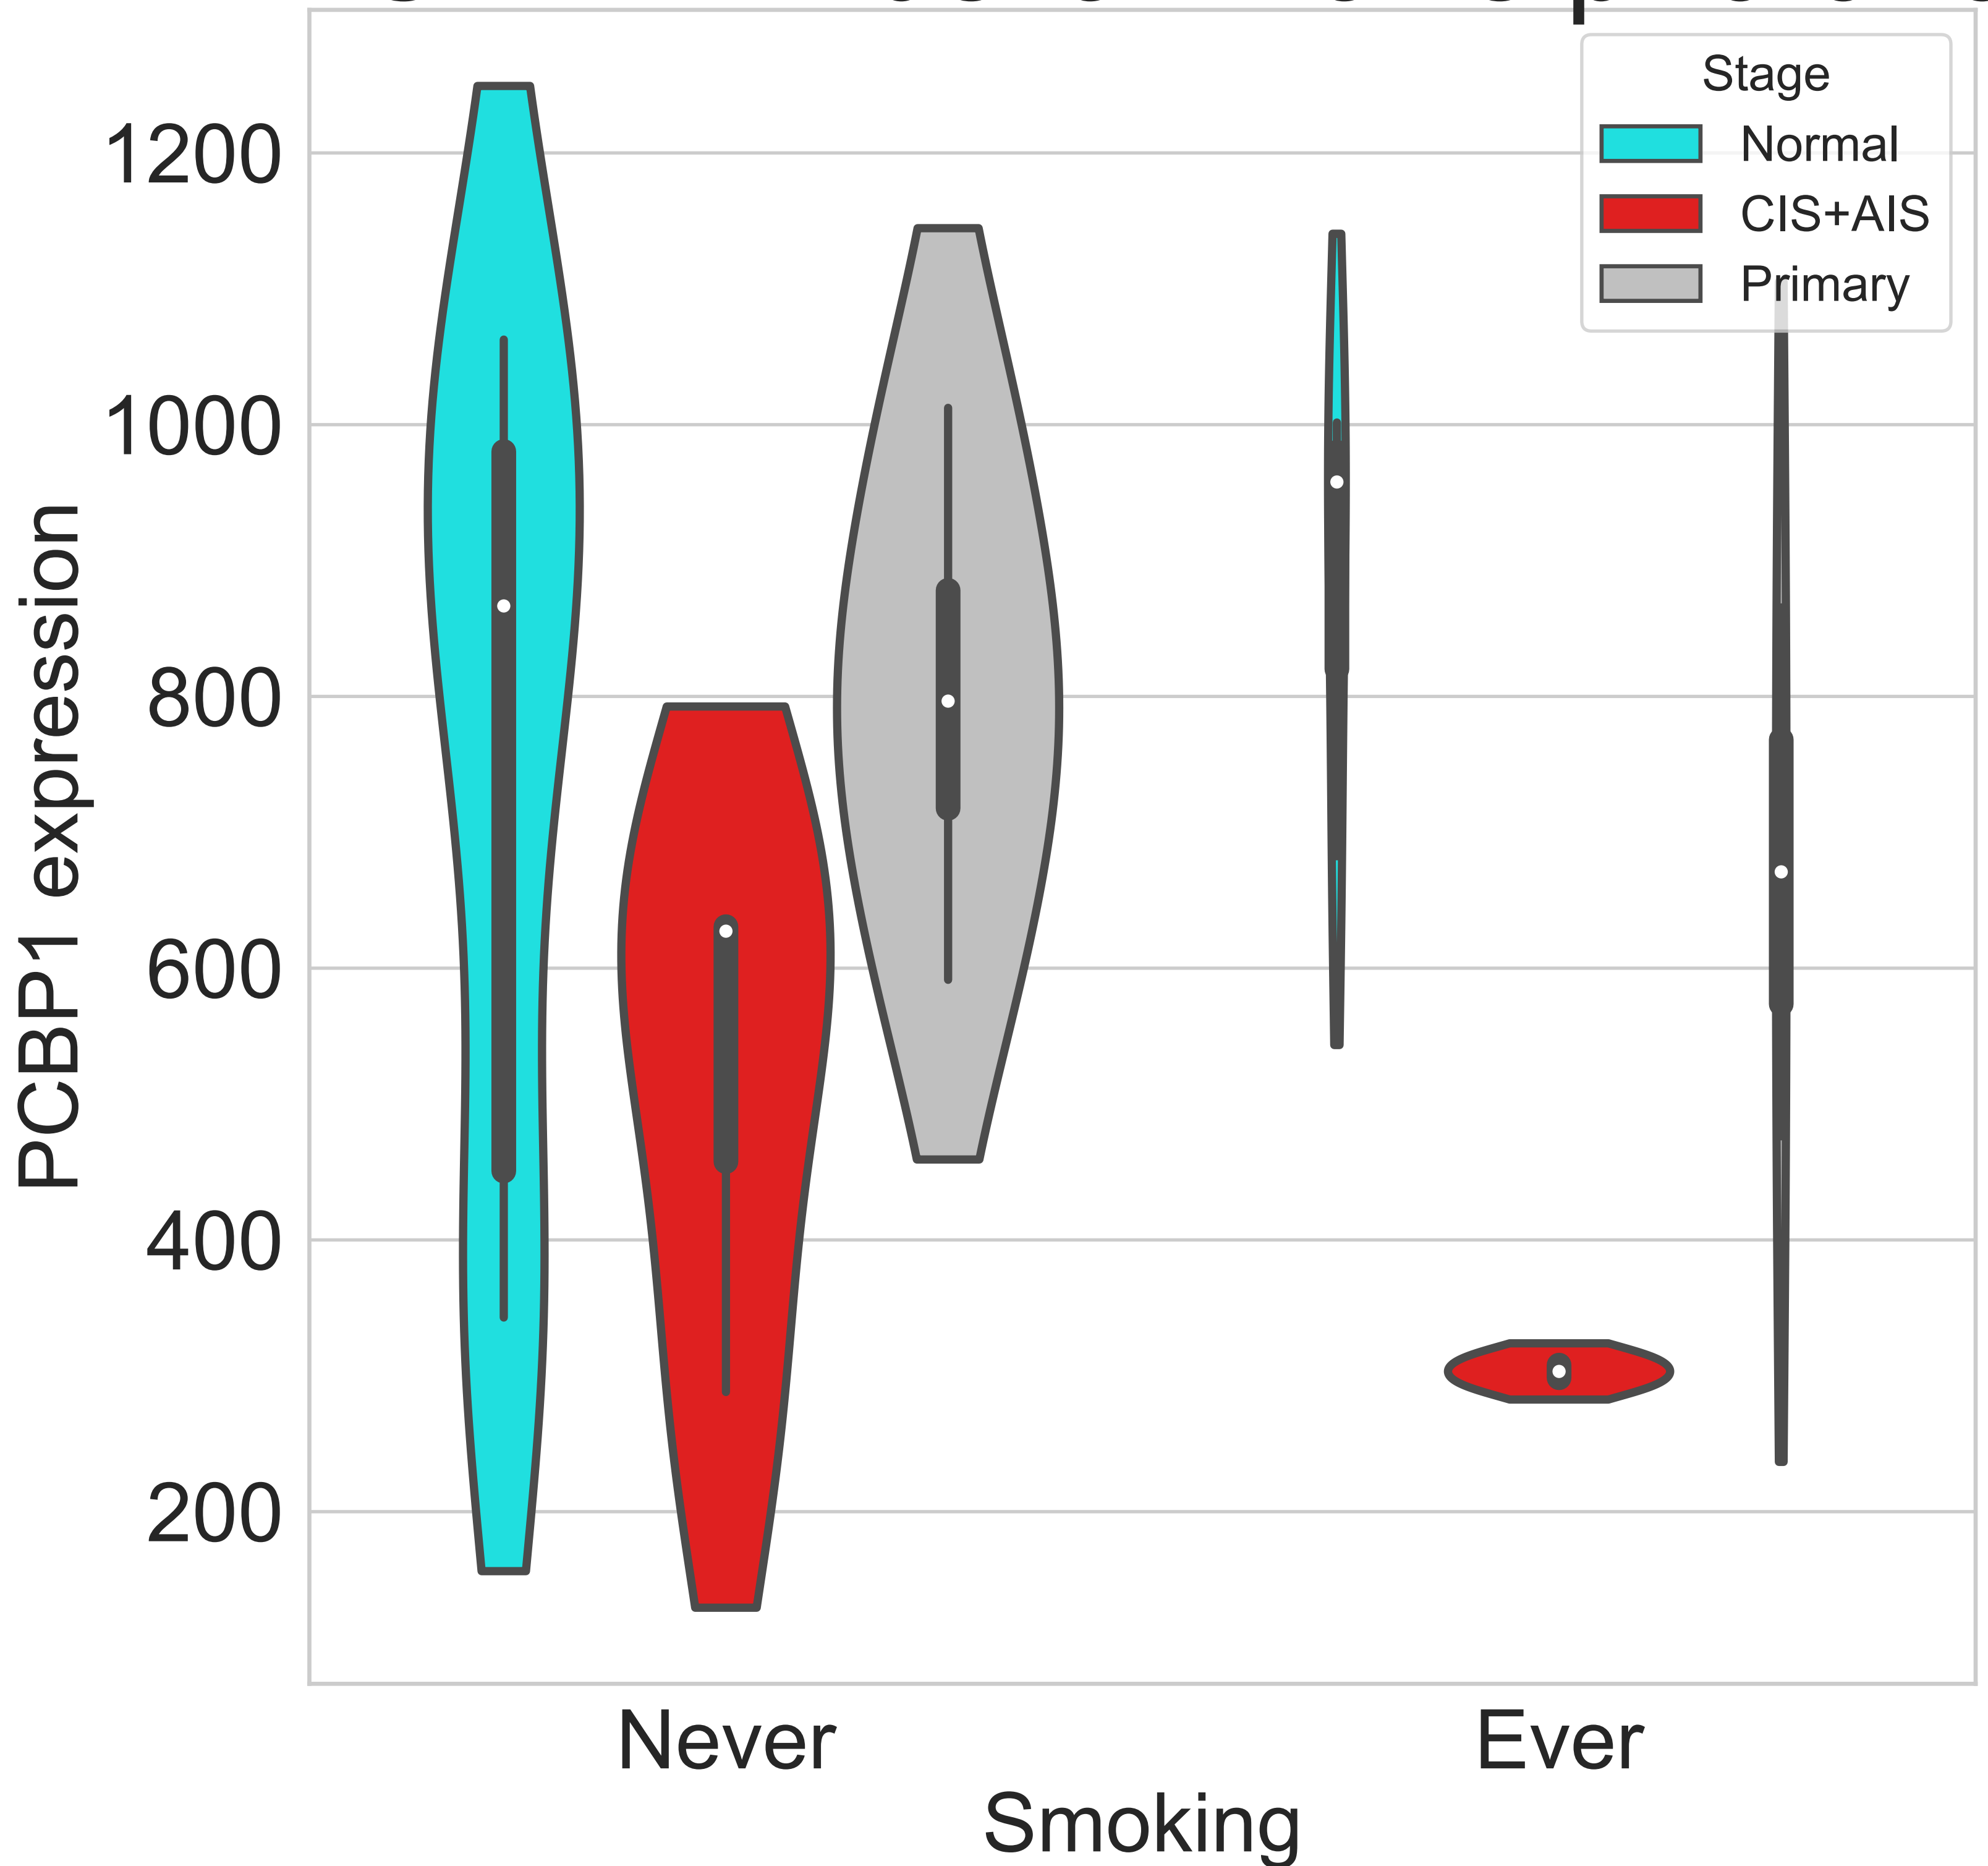 Stage
Normal
CIS+AIS
Primary
1200
1000
800
600
400
200
PCBP1 expression
Never
Ever
Smoking